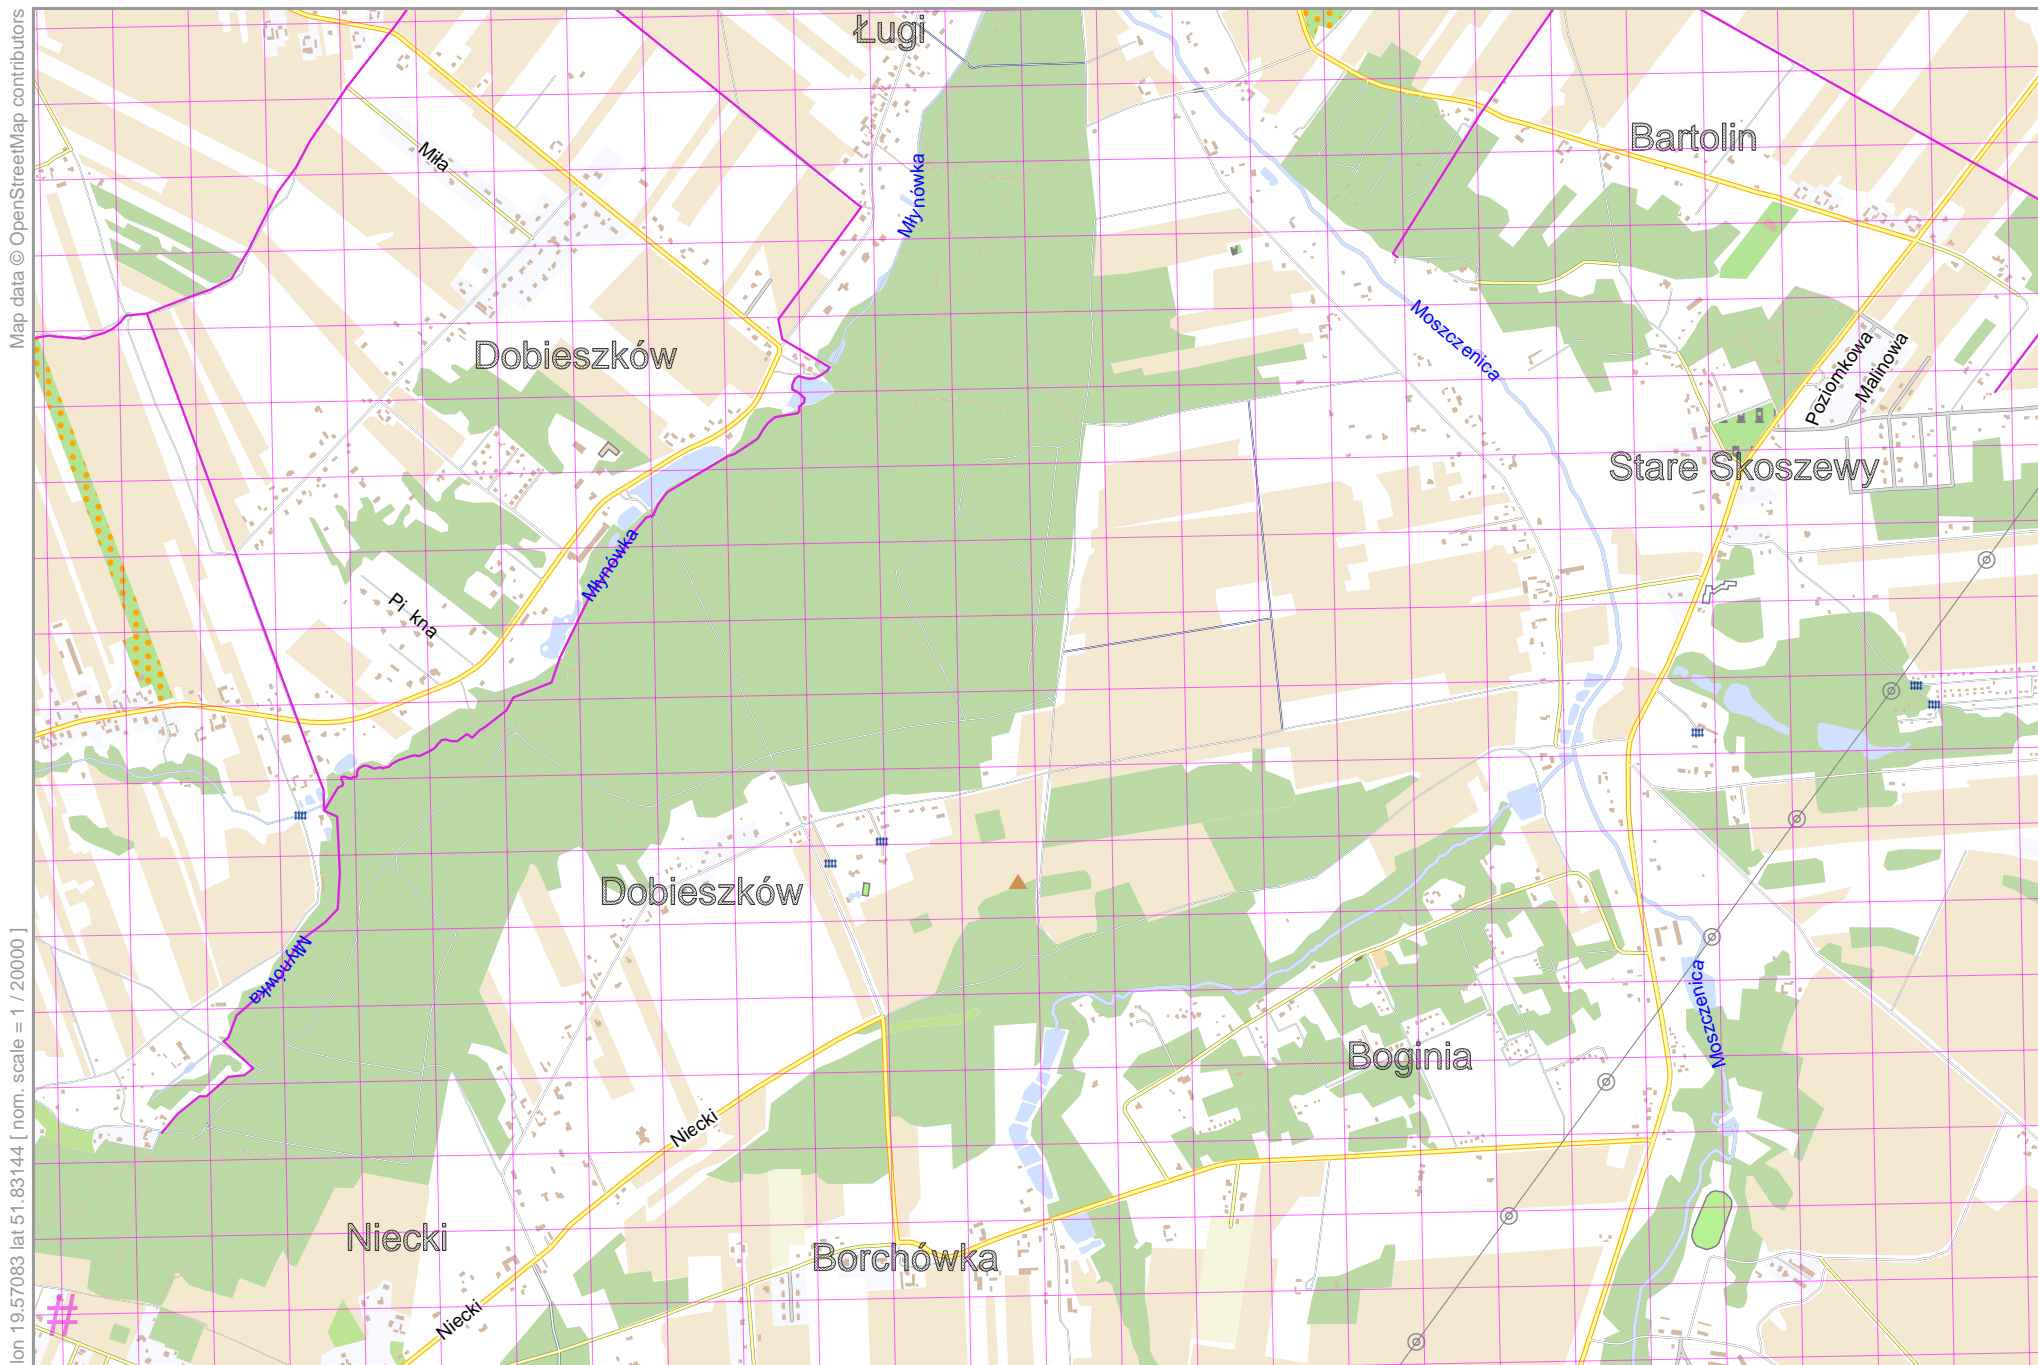 Map data © OpenStreetMap contributors
Ługi
Bartolin
Miła
Młynówka
Moszczenica
Dobieszków
Poziomkowa
Malinowa
Stare Skoszewy
Młynówka
Pi kna
Dobieszków
Młynówka
Moszczenica
Boginia
Niecki
Niecki
Borchówka
Niecki
lon 19.57083 lat 51.83144 [ nom. scale = 1 / 20000 ]
#